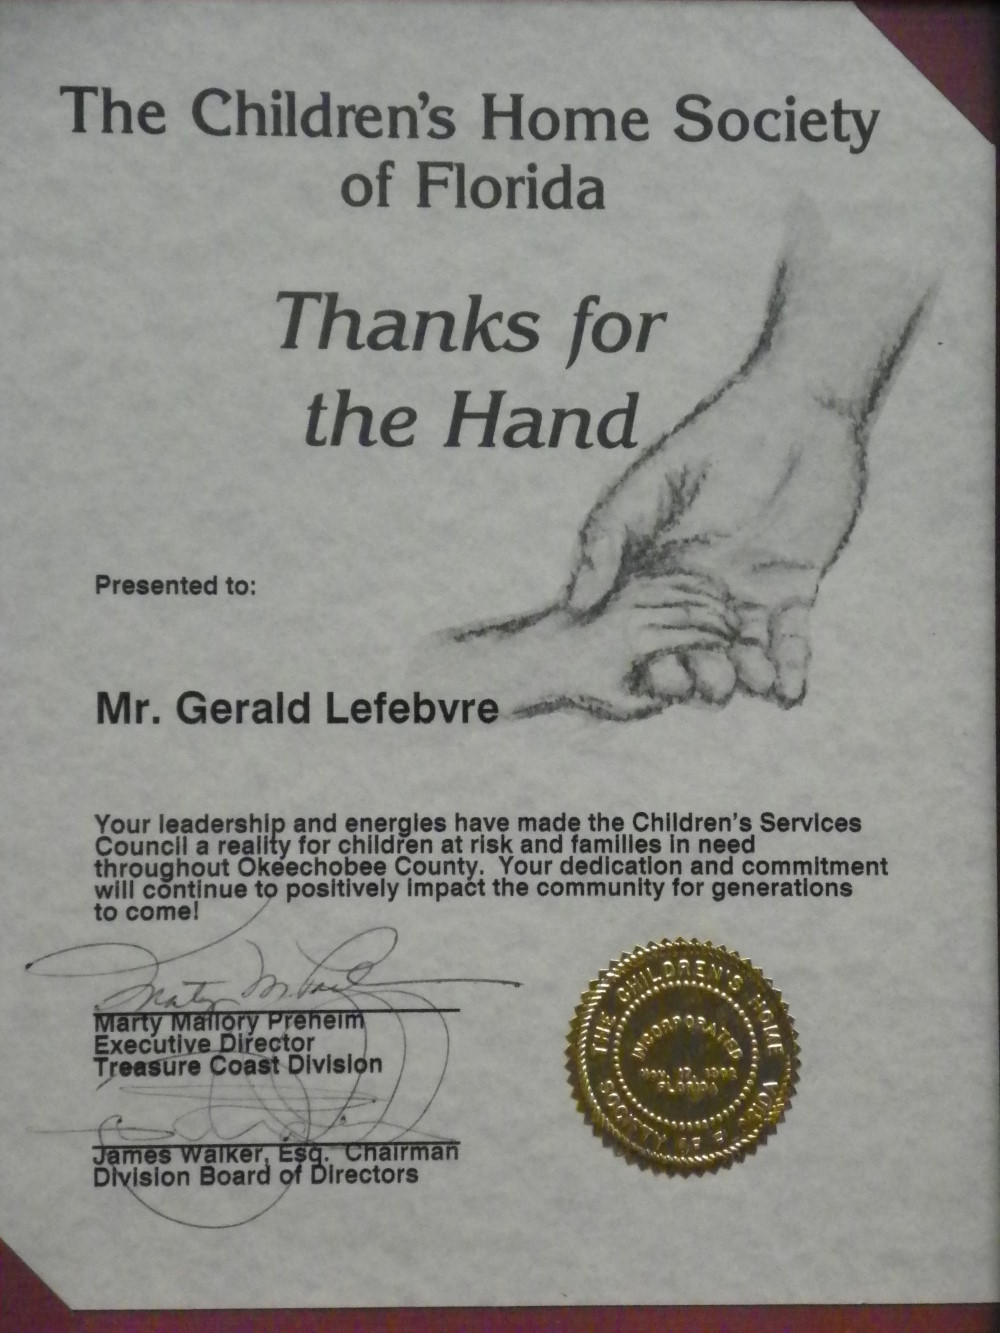 The Children's Home Society
of Florida
Thanks for
the Hand
Presented to:
Mr. Gerald Lefebvre
Your leadership and energies have made the Children's Services
Council a reality for children at risk and families in need
throughout Okeechobee County. Your dedication and commitment
will continue to positively impact the community for generations
to come!
Marty Mallory Preheim
Executive Director
Treasure Coast Division
James Walker, Esq. Chairman
Division Board of Directors
THE CHILDREN'S HOME
SOCIETY OF FLORIDA
INCORPORATED
FLORIDA